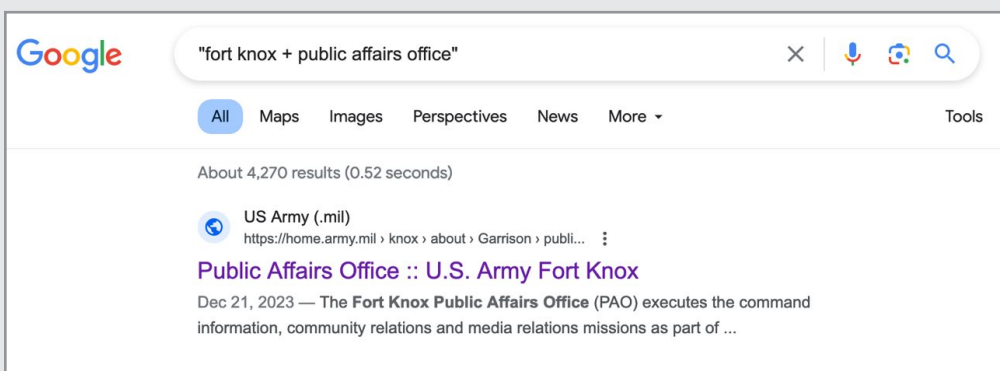 Google
"fort knox + public affairs office"
All Maps Images Perspectives News More Tools
About 4,270 results (0.52 seconds)
US Army (.mil)
https://home.army.mil › knox › about › Garrison › publi...
Public Affairs Office :: U.S. Army Fort Knox
Dec 21, 2023 — The Fort Knox Public Affairs Office (PAO) executes the command
information, community relations and media relations missions as part of ...